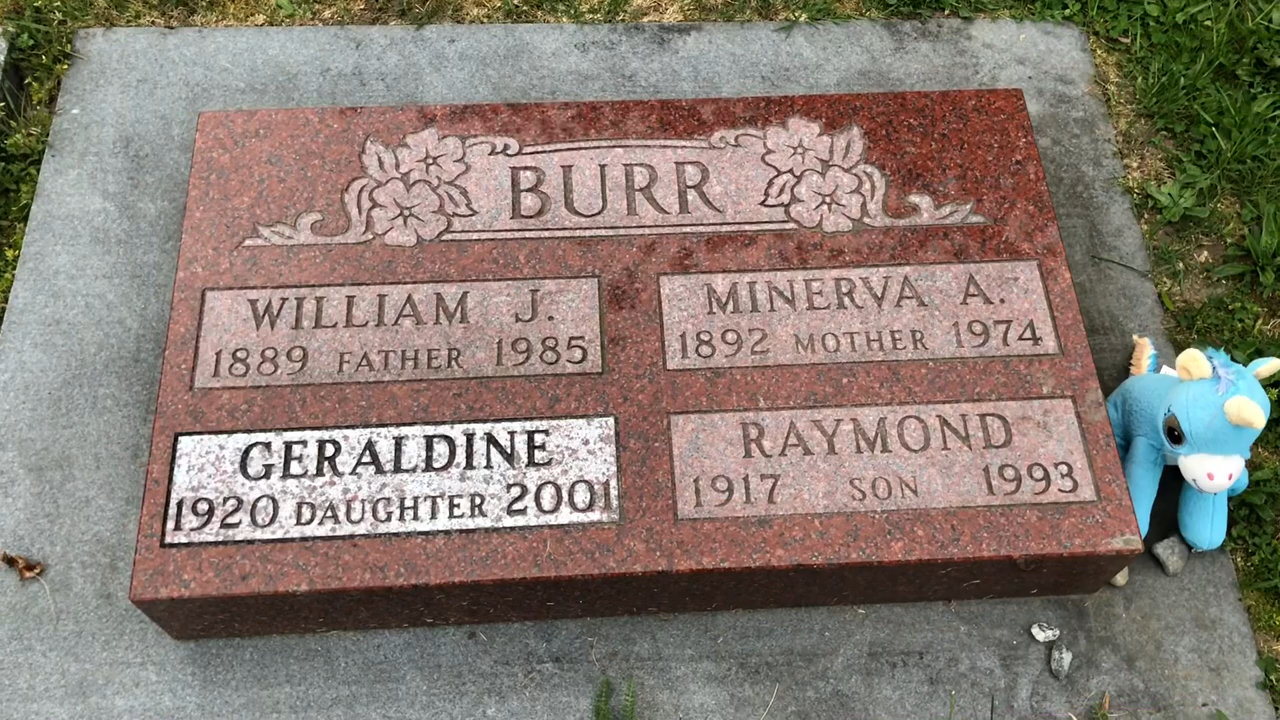 BURR
WILLIAM J.
1889 FATHER 1985
MINERVA A.
1892 MOTHER 1974
GERALDINE
1920 DAUGHTER 2001
RAYMOND
1917 SON 1993